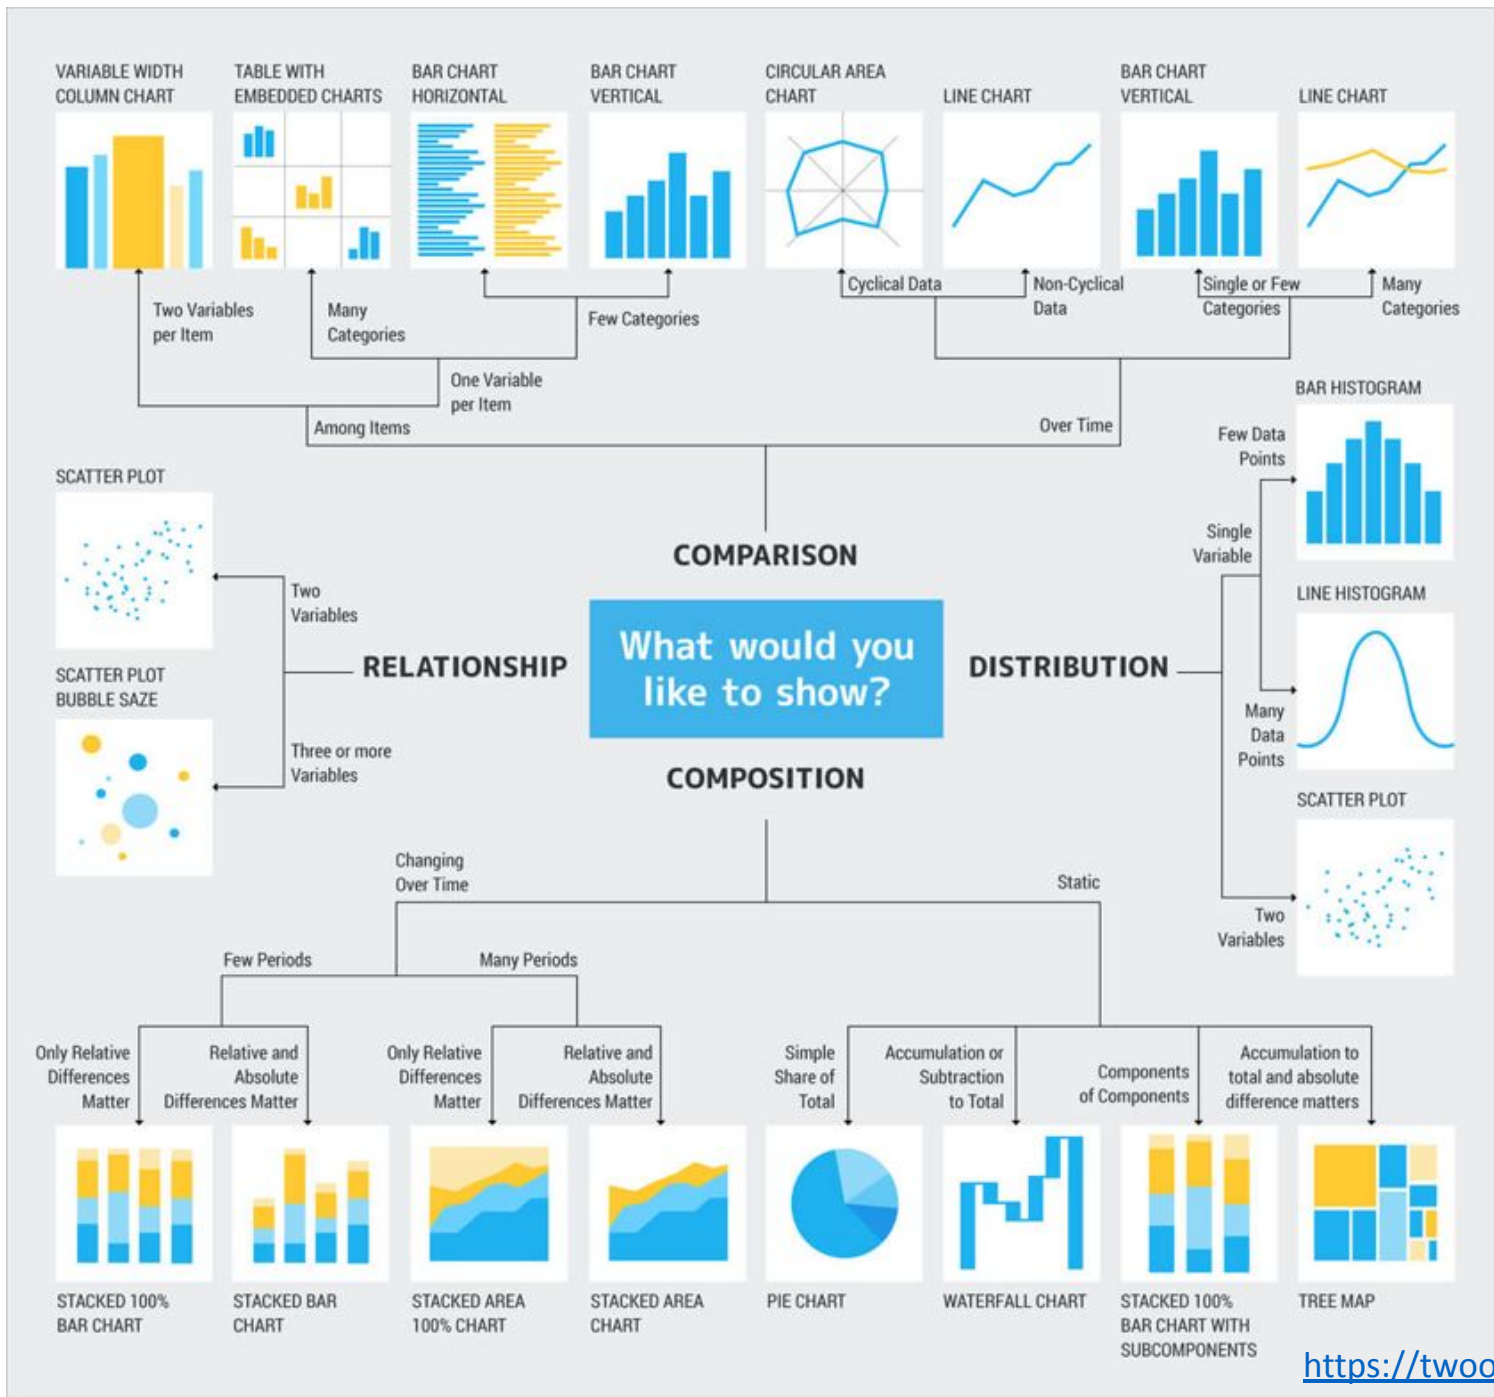 VARIABLE WIDTH
COLUMN CHART
TABLE WITH
EMBEDDED CHARTS
BAR CHART
HORIZONTAL
BAR CHART
VERTICAL
CIRCULAR AREA
CHART
LINE CHART
BAR CHART
VERTICAL
LINE CHART
Two Variables
per Item
Many
Categories
Few Categories
Cyclical Data
Non-Cyclical
Data
Single or Few
Categories
Many
Categories
One Variable
per Item
Among Items
Over Time
COMPARISON
What would you
like to show?
RELATIONSHIP
SCATTER PLOT
Two
Variables
SCATTER PLOT
BUBBLE SAZE
Three or more
Variables
DISTRIBUTION
BAR HISTOGRAM
Few Data
Points
Single
Variable
LINE HISTOGRAM
Many
Data
Points
SCATTER PLOT
Two
Variables
COMPOSITION
Changing
Over Time
Static
Few Periods
Many Periods
Only Relative
Differences
Matter
Relative and
Absolute
Differences Matter
Only Relative
Differences
Matter
Relative and
Absolute
Differences Matter
Simple
Share of
Total
Accumulation or
Subtraction
to Total
Components
of Components
Accumulation to
total and absolute
difference matters
STACKED 100%
BAR CHART
STACKED BAR
CHART
STACKED AREA
100% CHART
STACKED AREA
CHART
PIE CHART
WATERFALL CHART
STACKED 100%
BAR CHART WITH
SUBCOMPONENTS
TREE MAP
https://twoo